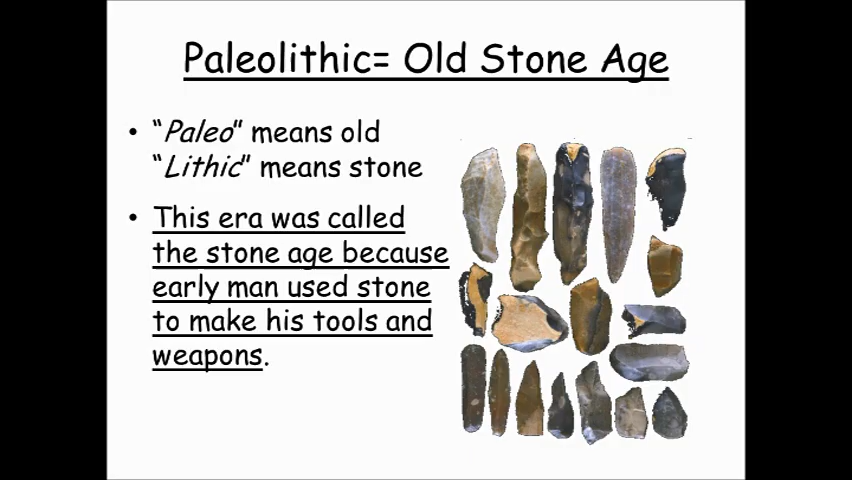 Paleolithic= Old Stone Age
• "Paleo" means old
"Lithic" means stone
• This era was called
the stone age because
early man used stone
to make his tools and
weapons.